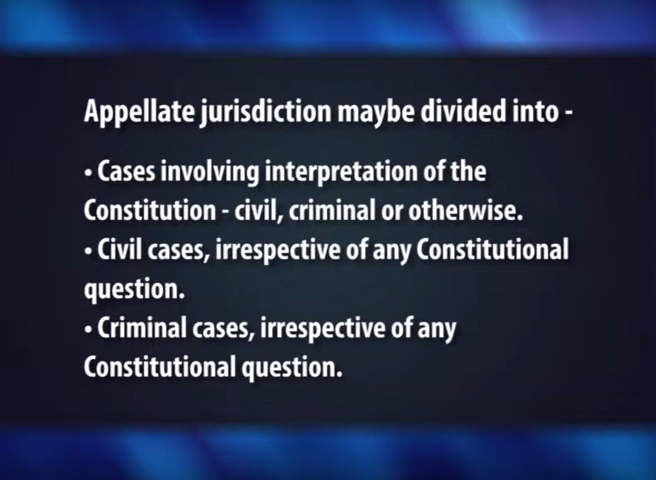 Appellate jurisdiction maybe divided into -
• Cases involving interpretation of the
Constitution - civil, criminal or otherwise.
• Civil cases, irrespective of any Constitutional
question.
• Criminal cases, irrespective of any
Constitutional question.